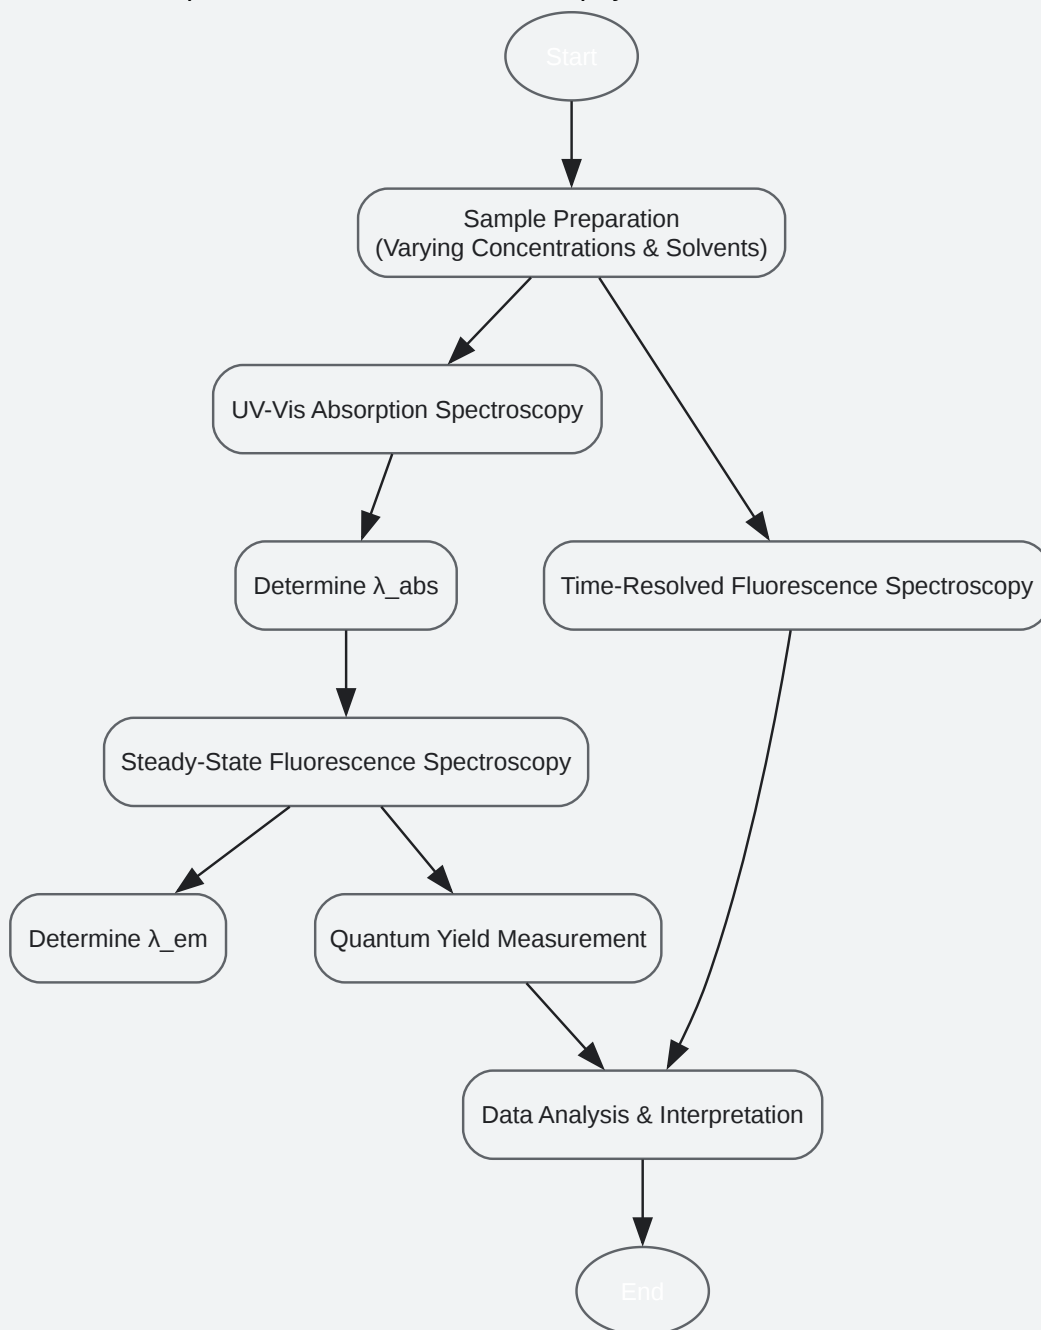 Start
Sample Preparation
(Varying Concentrations & Solvents)
UV-Vis Absorption Spectroscopy
Determine λ_abs
Time-Resolved Fluorescence Spectroscopy
Steady-State Fluorescence Spectroscopy
Determine λ_em
Quantum Yield Measurement
Data Analysis & Interpretation
End